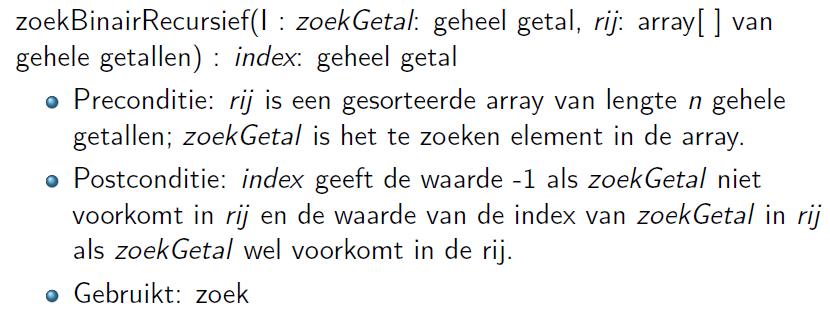 zoekBinairRecursief(I : zoekGetal: geheel getal, rij: array[ ] van
gehele getallen) : index: geheel getal
Preconditie: rij is een gesorteerde array van lengte n gehele
getallen; zoekGetal is het te zoeken element in de array.
Postconditie: index geeft de waarde -1 als zoekGetal niet
voorkomt in rij en de waarde van de index van zoekGetal in rij
als zoekGetal wel voorkomt in de rij.
Gebruikt: zoek